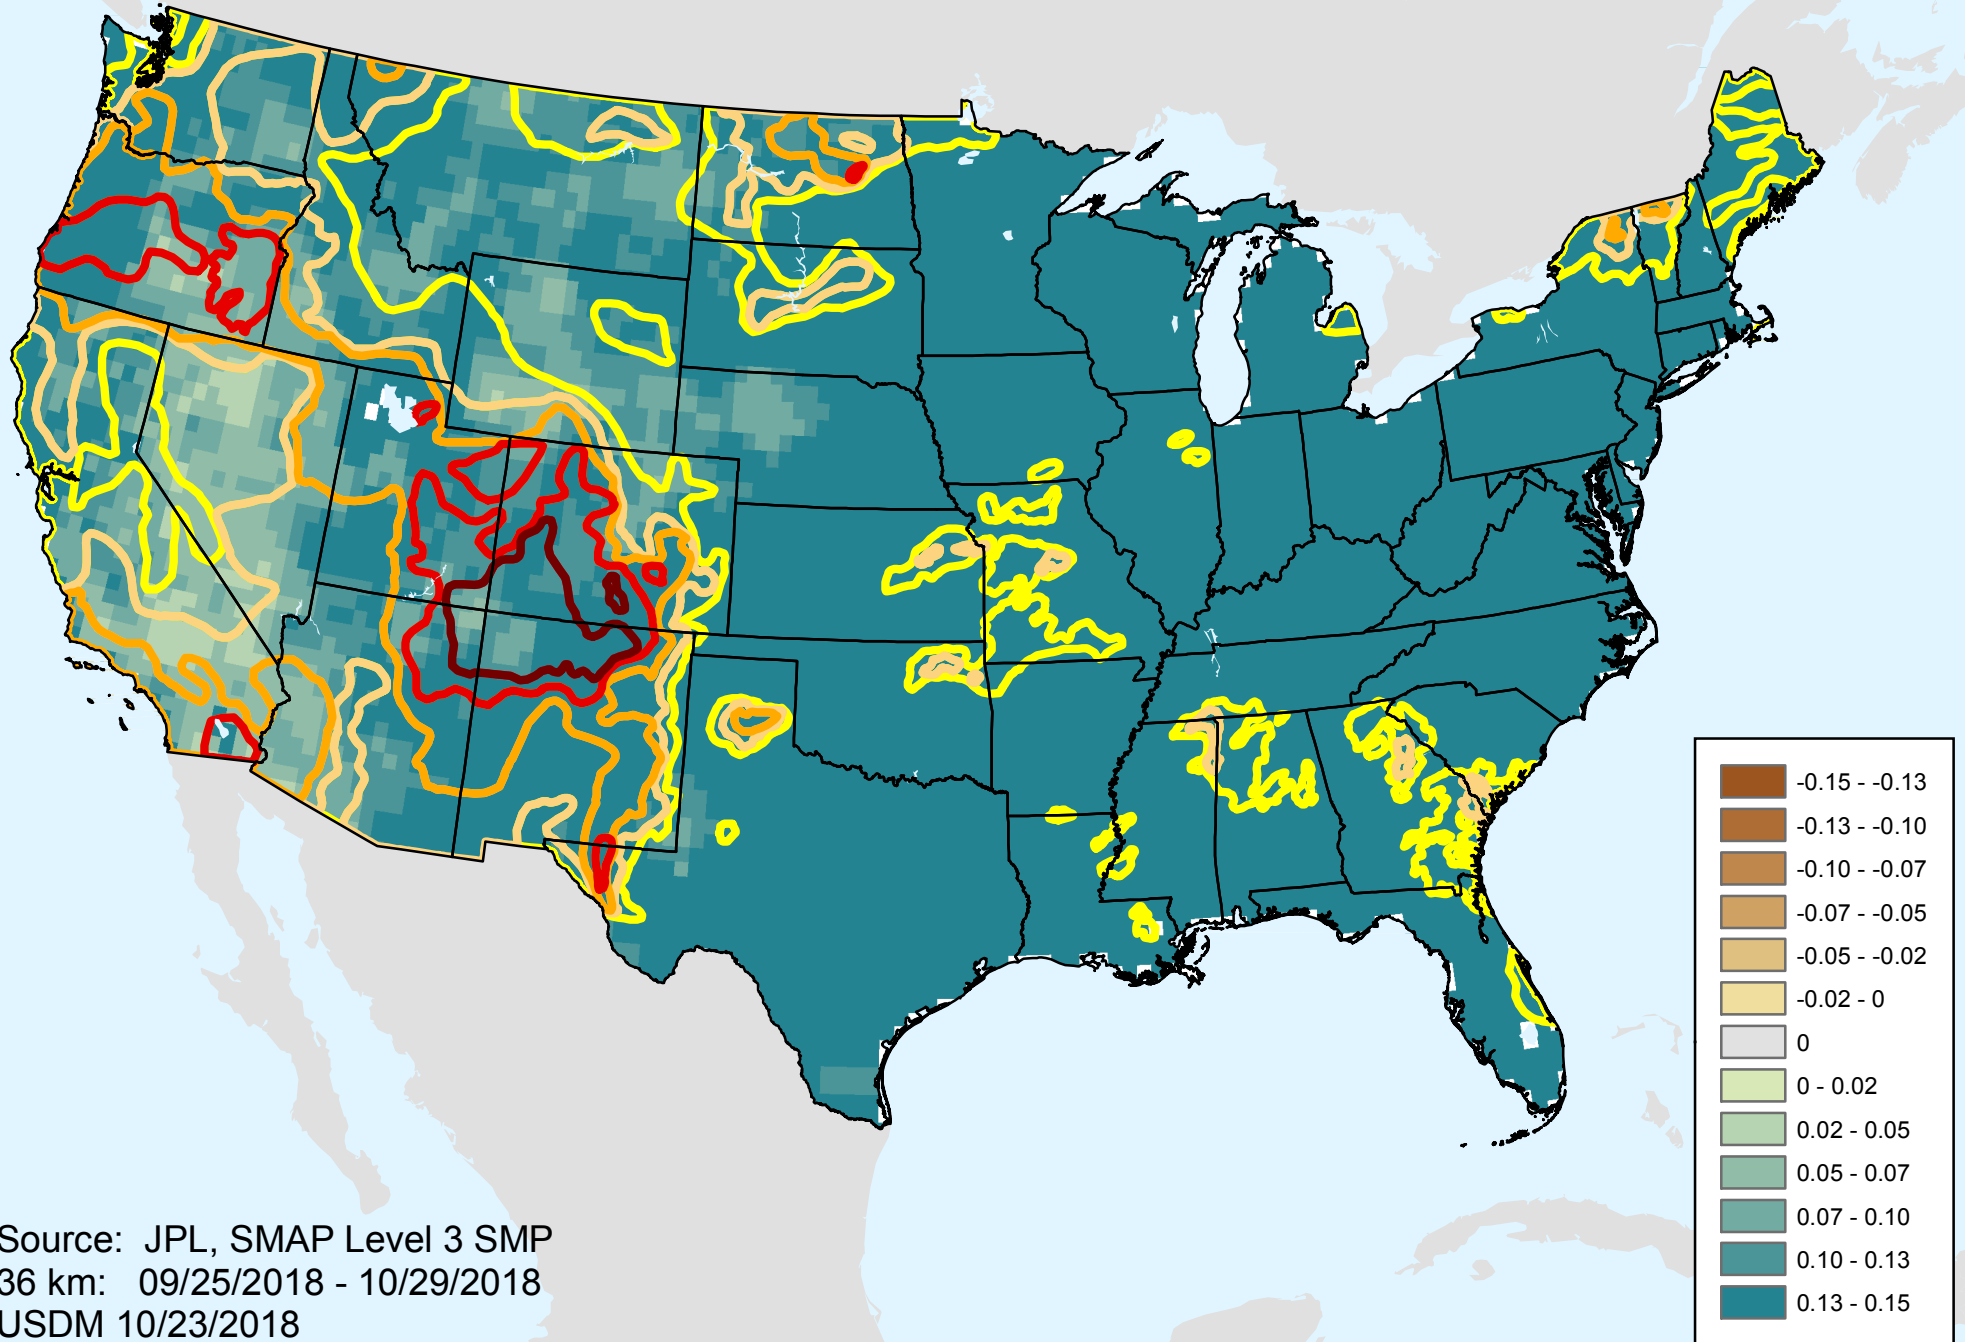 -0.15 - -0.13
-0.13 - -0.10
-0.10 - -0.07
-0.07 - -0.05
-0.05 - -0.02
-0.02 - 0
0
0 - 0.02
0.02 - 0.05
0.05 - 0.07
0.07 - 0.10
0.10 - 0.13
0.13 - 0.15
Source: JPL, SMAP Level 3 SMP
36 km: 09/25/2018 - 10/29/2018
USDM 10/23/2018